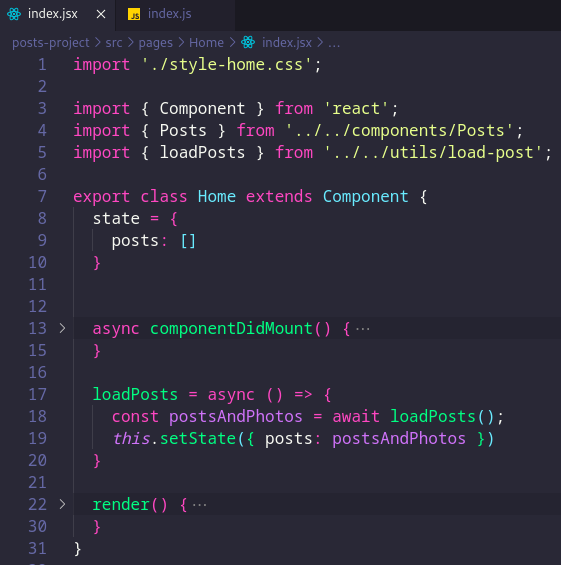 index.jsx × JS index.js
posts-project > src > pages > Home > index.jsx > ...
1 import './style-home.css';
2
3 import { Component } from 'react';
4 import { Posts } from '../../components/Posts';
5 import { loadPosts } from '../../utils/load-post';
6
7 export class Home extends Component {
8 state = {
9 posts: []
10 }
11
12
13 > async componentDidMount() { ...
15 }
16
17 loadPosts = async () => {
18 const postsAndPhotos = await loadPosts();
19 this.setState({ posts: postsAndPhotos })
20 }
21
22 > render() { ...
30 }
31 }